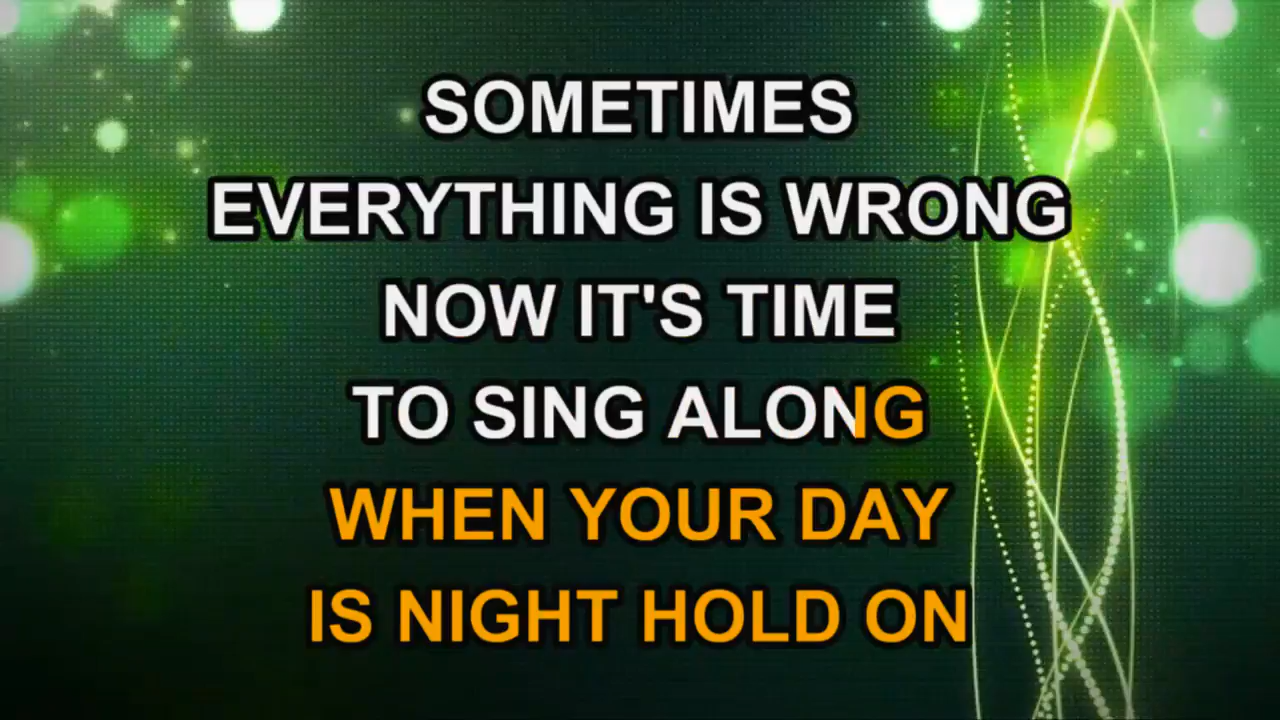 SOMETIMES
EVERYTHING IS WRONG
NOW IT'S TIME
TO SING ALONG
WHEN YOUR DAY
IS NIGHT HOLD ON